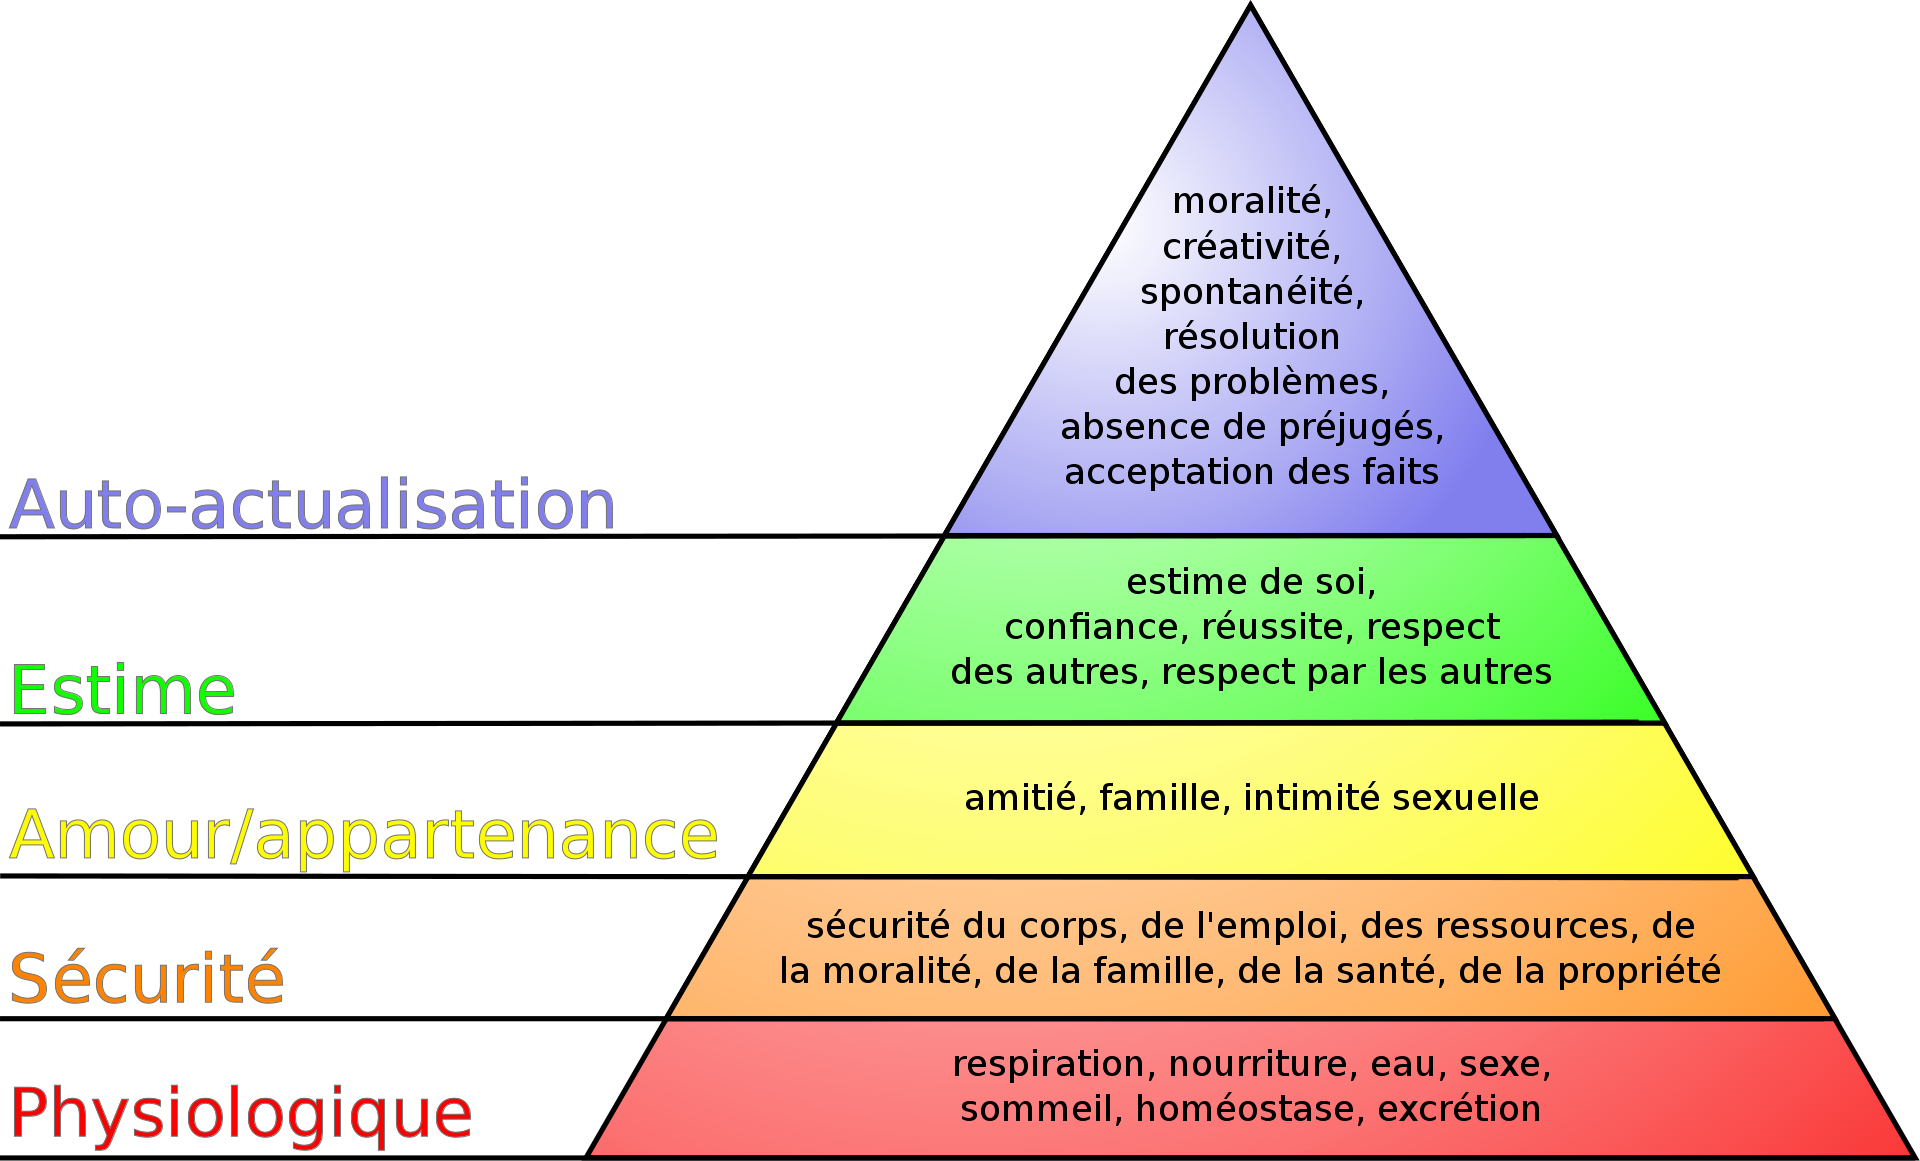 moralité,
créativité,
spontanéité,
résolution
des problèmes,
absence de préjugés,
acceptation des faits
Auto-actualisation
estime de soi,
confiance, réussite, respect
des autres, respect par les autres
Estime
amitié, famille, intimité sexuelle
Amour/appartenance
sécurité du corps, de l'emploi, des ressources, de
la moralité, de la famille, de la santé, de la propriété
Sécurité
respiration, nourriture, eau, sexe,
sommeil, homéostase, excrétion
Physiologique